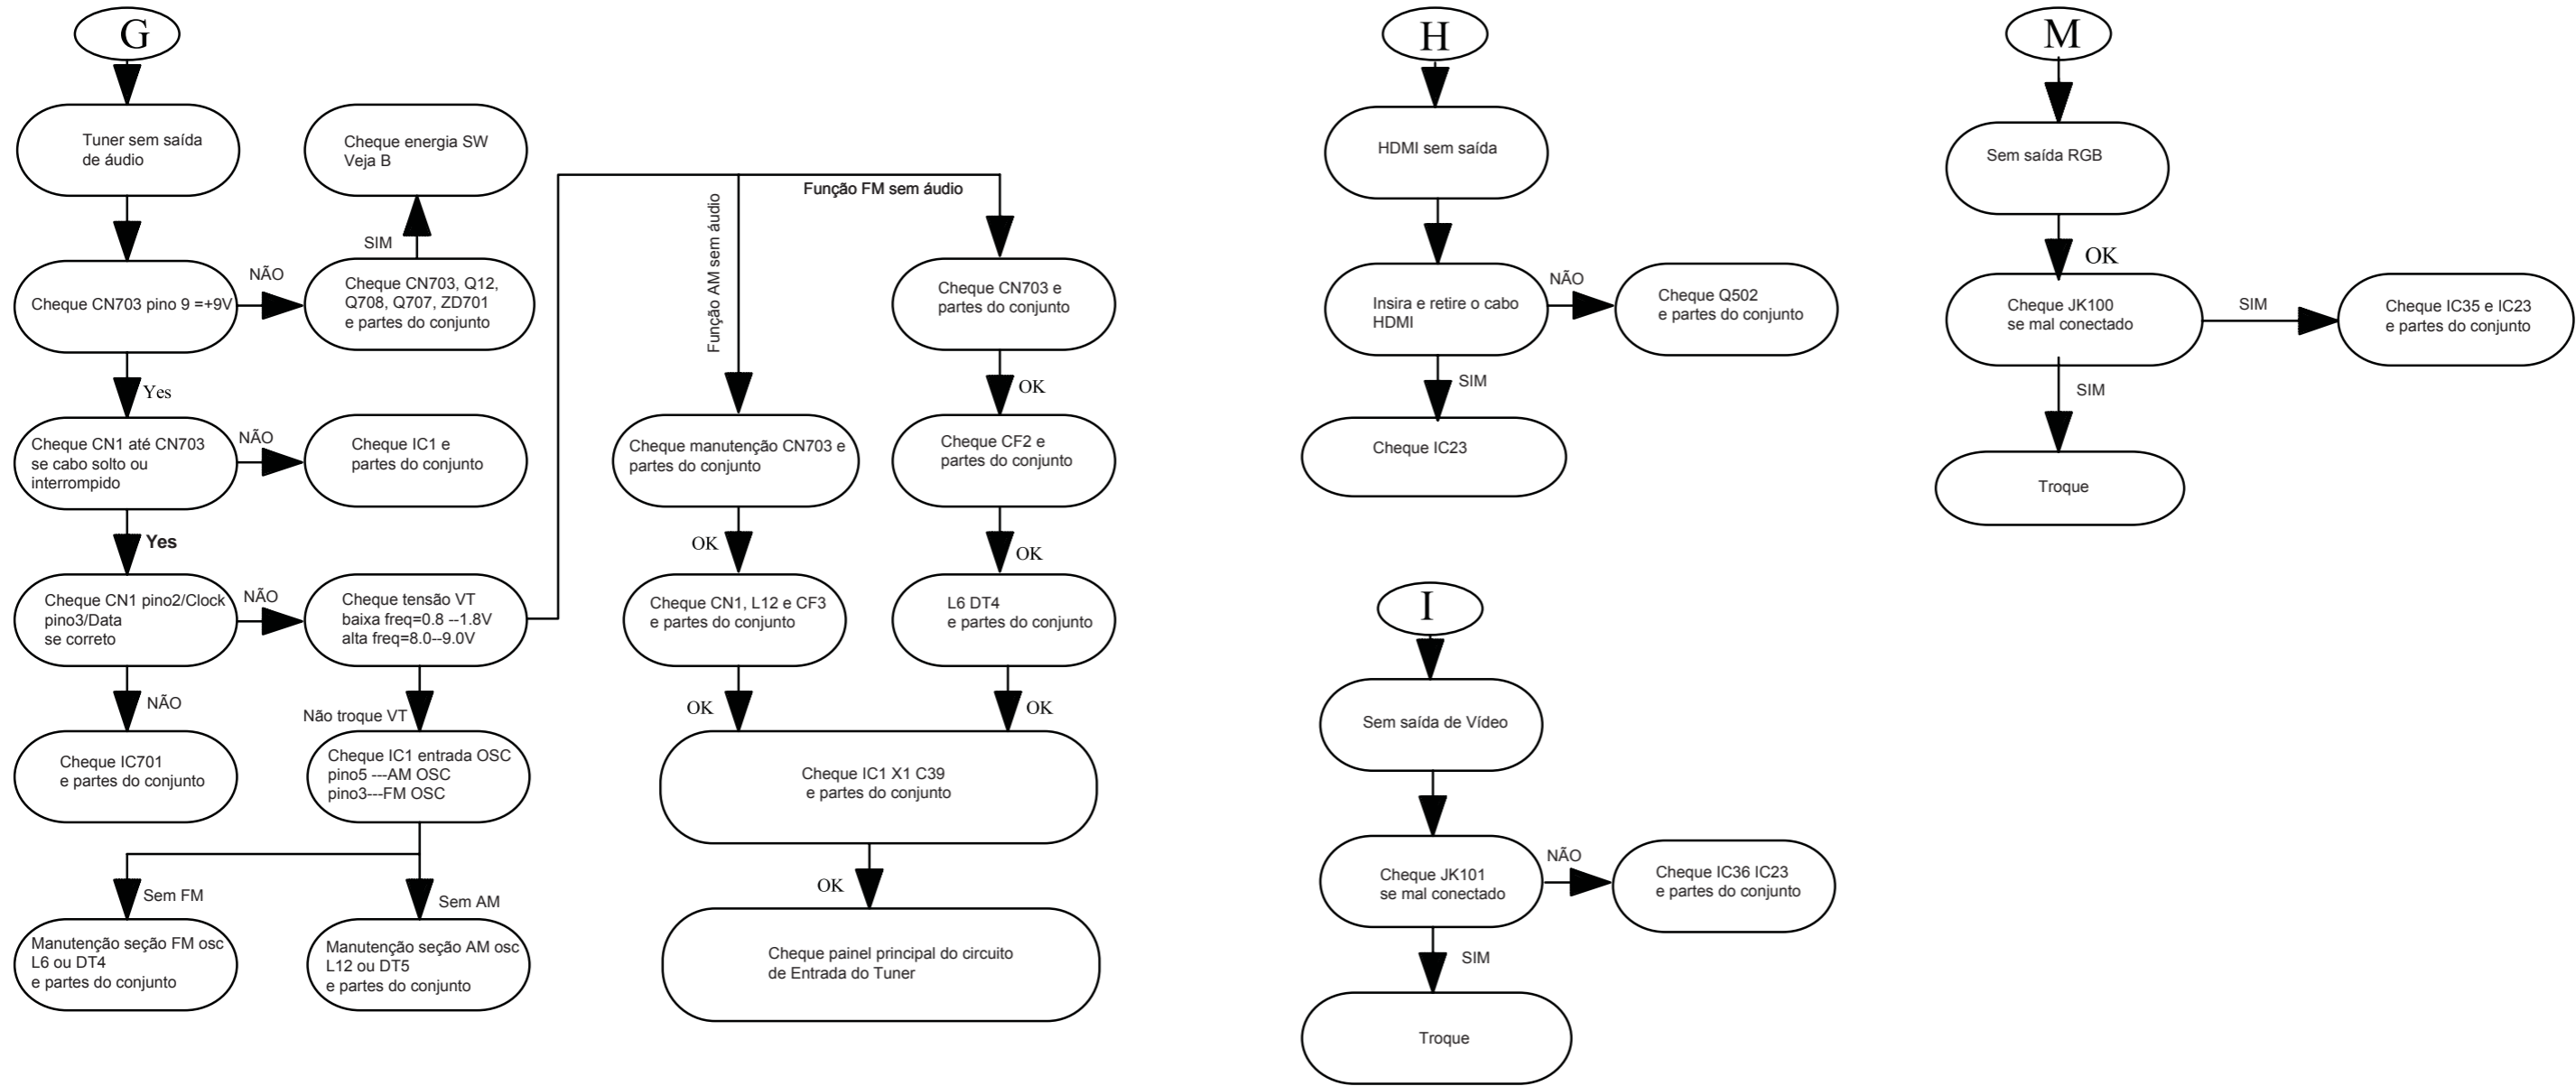 G
Tuner sem saída
de áudio
Cheque energia SW
Veja B
SIM
Cheque CN703 pino 9 =+9V
NÃO
Cheque CN703, Q12,
Q708, Q707, ZD701
e partes do conjunto
Yes
Cheque CN1 até CN703
se cabo solto ou
interrompido
NÃO
Cheque IC1 e
partes do conjunto
Yes
Cheque CN1 pino2/Clock
pino3/Data
se correto
NÃO
Cheque tensão VT
baixa freq=0.8 --1.8V
alta freq=8.0--9.0V
NÃO
Cheque IC701
e partes do conjunto
Não troque VT
Cheque IC1 entrada OSC
pino5 ---AM OSC
pino3---FM OSC
Sem FM
Sem AM
Manutenção seção FM osc
L6 ou DT4
e partes do conjunto
Manutenção seção AM osc
L12 ou DT5
e partes do conjunto
Função AM sem áudio
Função FM sem áudio
Cheque manutenção CN703 e
partes do conjunto
OK
Cheque CN1, L12 e CF3
e partes do conjunto
OK
Cheque CN703 e
partes do conjunto
OK
Cheque CF2 e
partes do conjunto
OK
L6 DT4
e partes do conjunto
OK
Cheque IC1 X1 C39
e partes do conjunto
OK
Cheque painel principal do circuito
de Entrada do Tuner
H
HDMI sem saída
Insira e retire o cabo
HDMI
NÃO
Cheque Q502
e partes do conjunto
SIM
Cheque IC23
I
Sem saída de Vídeo
Cheque JK101
se mal conectado
NÃO
Cheque IC36 IC23
e partes do conjunto
SIM
Troque
M
Sem saída RGB
OK
Cheque JK100
se mal conectado
SIM
Cheque IC35 e IC23
e partes do conjunto
SIM
Troque